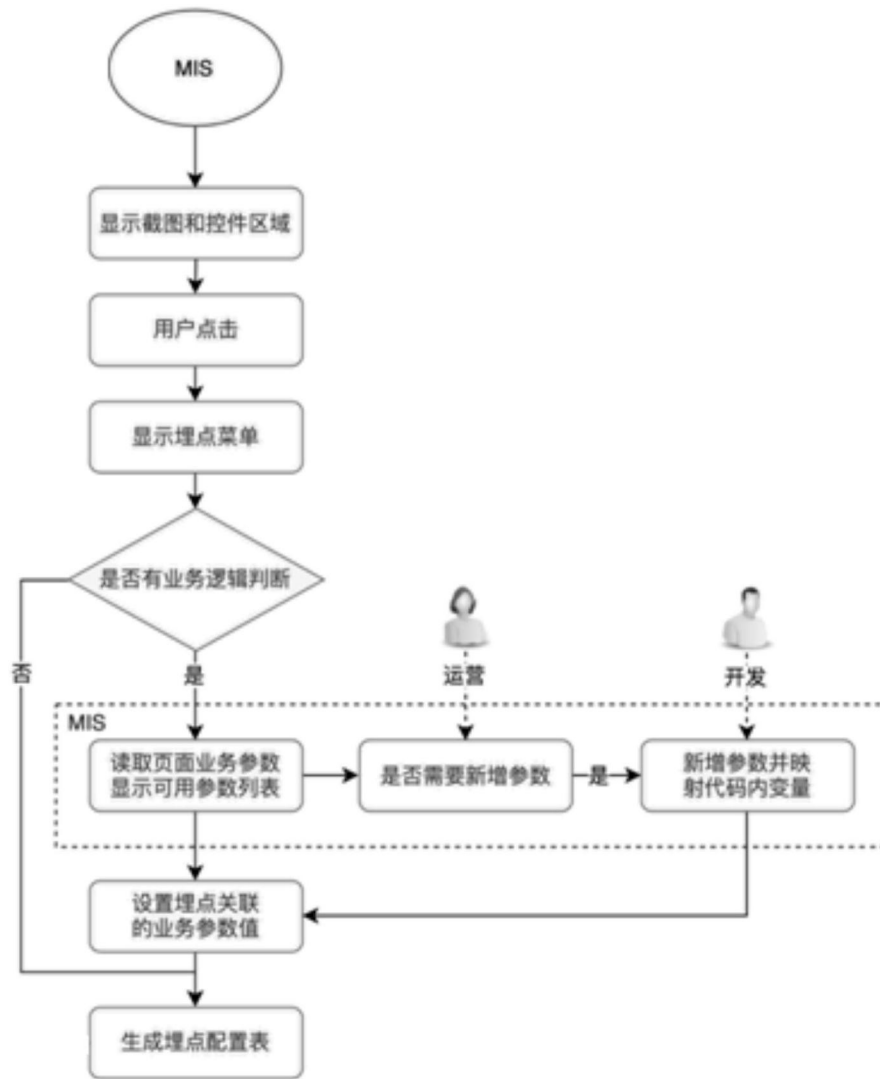 MIS
显示截图和控件区域
用户点击
显示埋点菜单
是否有业务逻辑判断
否
是
运营
开发
MIS
读取页面业务参数
显示可用参数列表
是否需要新增参数
是
新增参数并映
射代码内变量
设置埋点关联
的业务参数值
生成埋点配置表